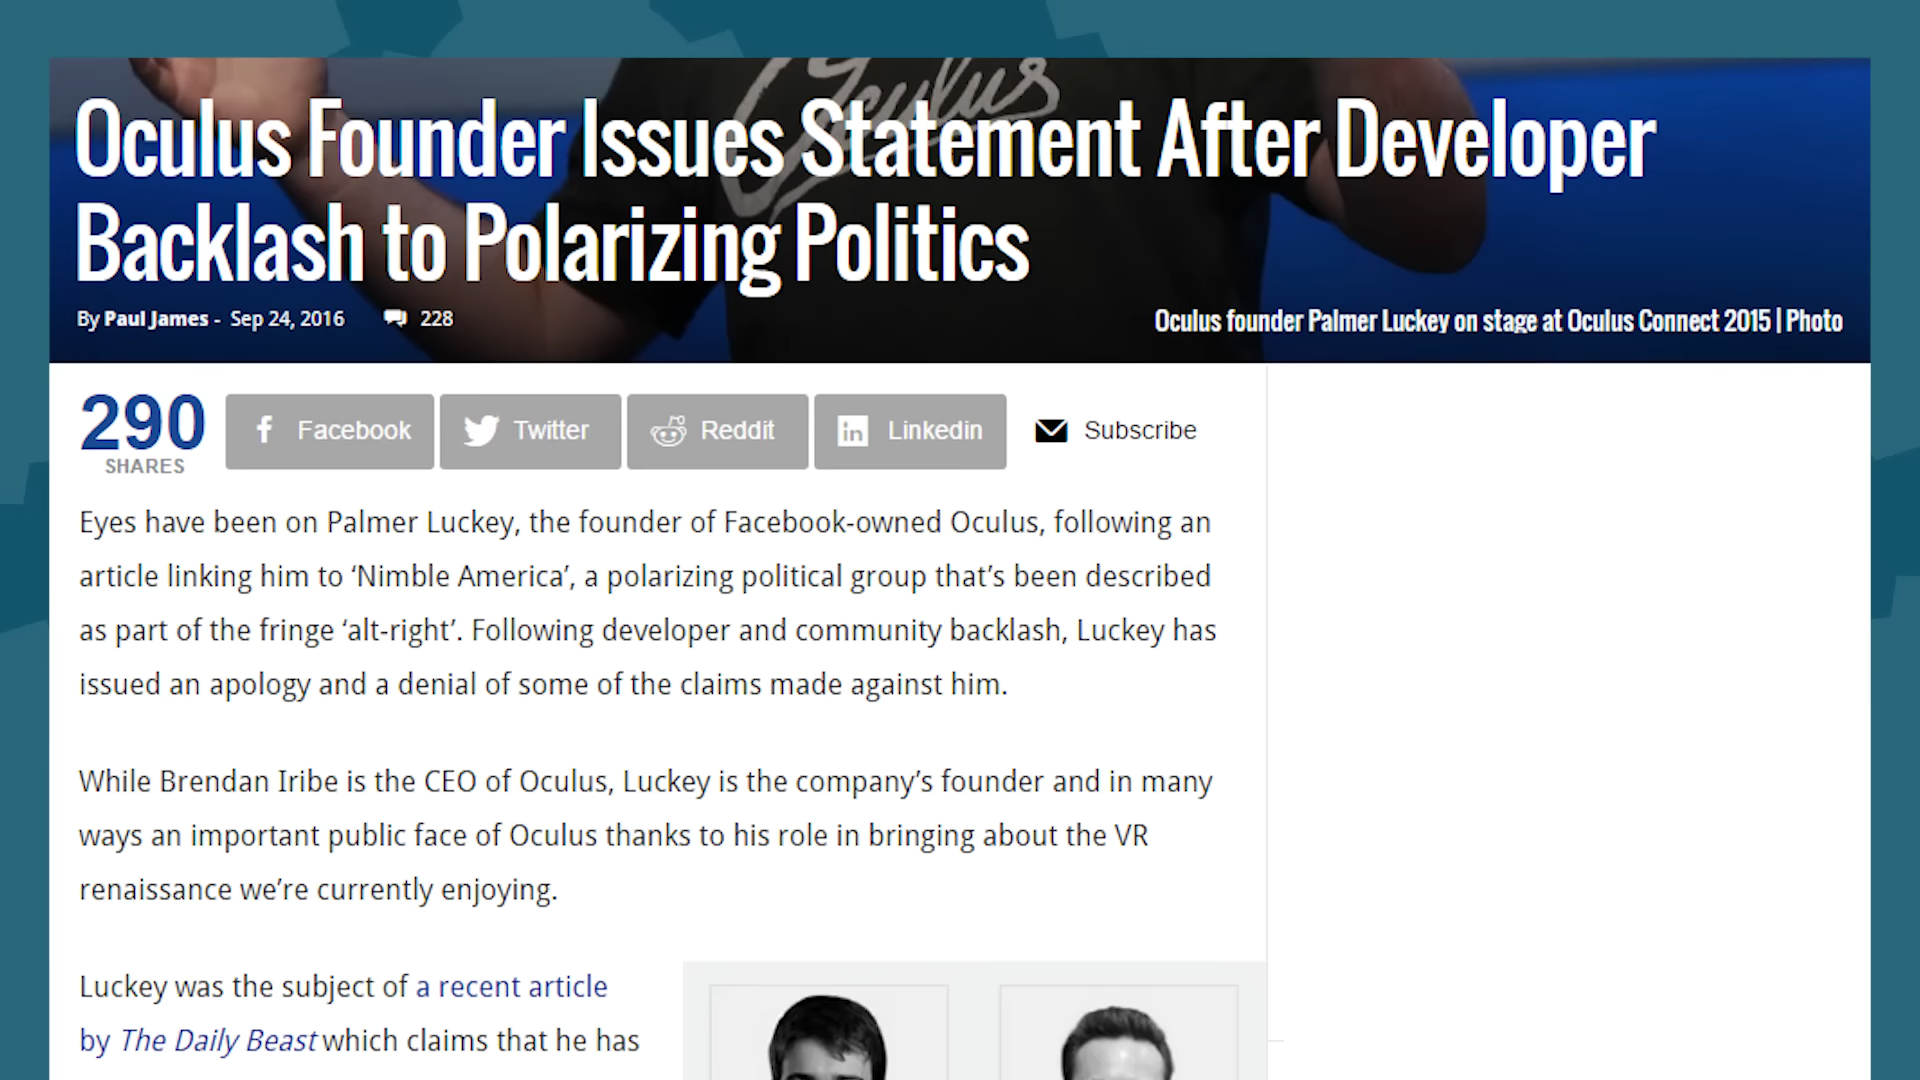 Oculus
Oculus Founder Issues Statement After Developer
Backlash to Polarizing Politics
By Paul James - Sep 24, 2016 228
Oculus founder Palmer Luckey on stage at Oculus Connect 2015 | Photo
290
SHARES
Facebook
Twitter
Reddit
in Linkedin
Subscribe
Eyes have been on Palmer Luckey, the founder of Facebook-owned Oculus, following an
article linking him to ‘Nimble America’, a polarizing political group that’s been described
as part of the fringe ‘alt-right’. Following developer and community backlash, Luckey has
issued an apology and a denial of some of the claims made against him.
While Brendan Iribe is the CEO of Oculus, Luckey is the company’s founder and in many
ways an important public face of Oculus thanks to his role in bringing about the VR
renaissance we’re currently enjoying.
Luckey was the subject of a recent article
by The Daily Beast which claims that he has